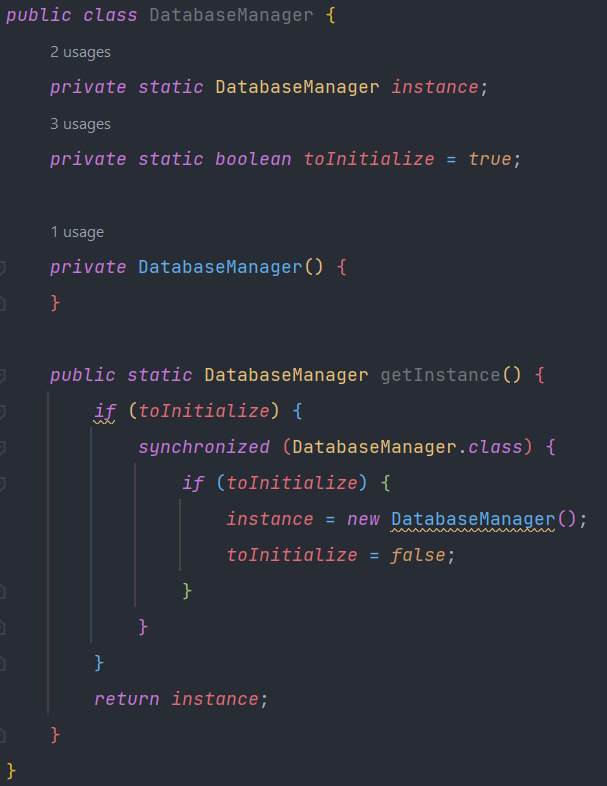 public class DatabaseManager {
2 usages
private static DatabaseManager instance;
3 usages
private static boolean toInitialize = true;
1 usage
private DatabaseManager() {
}
public static DatabaseManager getInstance() {
if (toInitialize) {
synchronized (DatabaseManager.class) {
if (toInitialize) {
instance = new DatabaseManager();
toInitialize = false;
}
}
}
return instance;
}
}